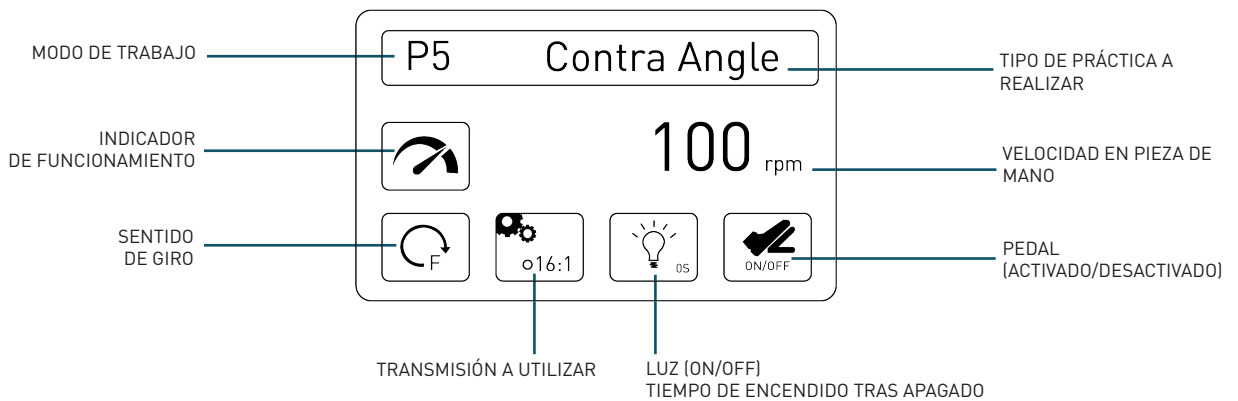 P5 Contra Angle
MODO DE TRABAJO
TIPO DE PRÁCTICA A
REALIZAR
INDICADOR
DE FUNCIONAMIENTO
100 rpm
VELOCIDAD EN PIEZA DE
MANO
SENTIDO
DE GIRO
F
16:1
0S
ON/OFF
PEDAL
(ACTIVADO/DESACTIVADO)
TRANSMISIÓN A UTILIZAR
LUZ (ON/OFF)
TIEMPO DE ENCENDIDO TRAS APAGADO